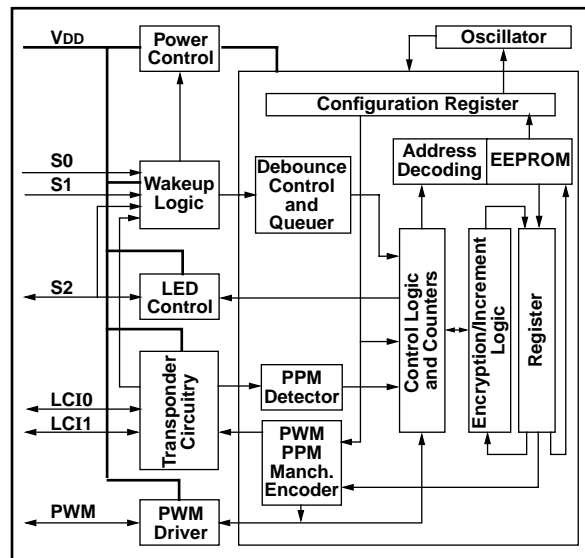 VDD
Power
Control
Oscillator
Configuration Register
S0
S1
Wakeup
Logic
Debounce
Control
and
Queuer
Address
Decoding
EEPROM
S2
LED
Control
Control Logic
and Counters
Encryption/Increment
Logic
Register
LCI0
LCI1
Transponder
Circuitry
PPM
Detector
PWM
PPM
Manch.
Encoder
PWM
PWM
Driver